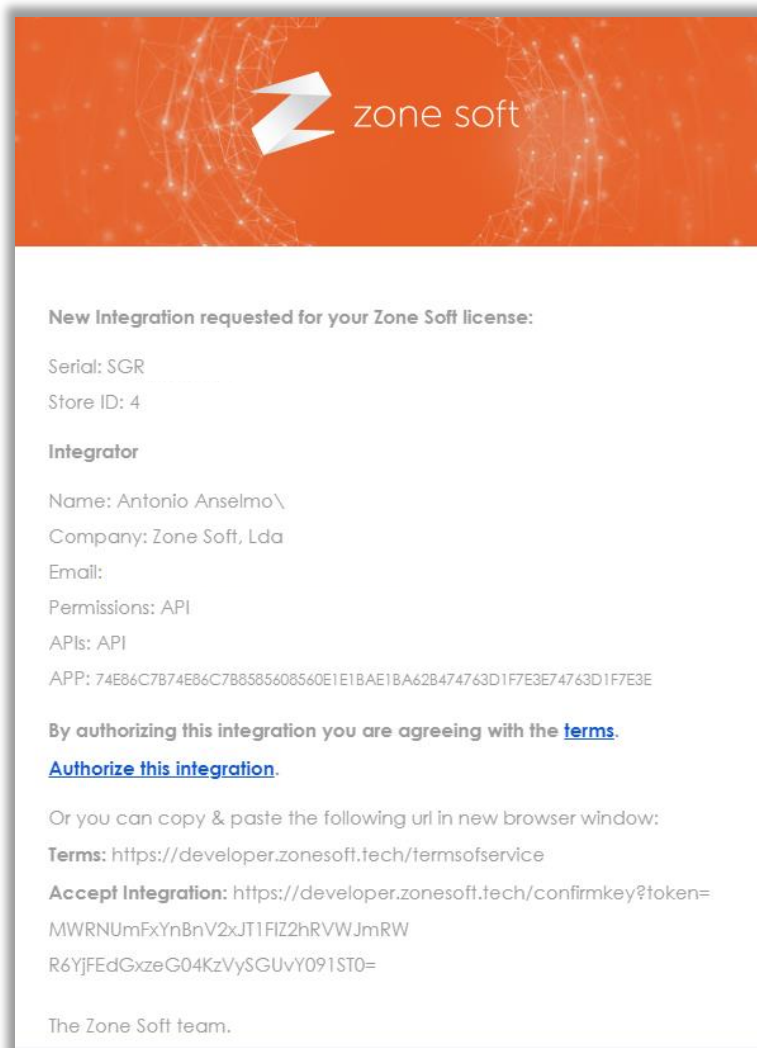 zone soft
New Integration requested for your Zone Soft license:
Serial: SGR
Store ID: 4
Integrator
Name: Antonio Anselmo\
Company: Zone Soft, Lda
Email:
Permissions: API
APIs: API
APP: 74E86C7B74E86C7B8585608560E1E1BAE1BA62B474763D1F7E3E74763D1F7E3E
By authorizing this integration you are agreeing with the terms.
Authorize this integration.
Or you can copy & paste the following url in new browser window:
Terms: https://developer.zonesoft.tech/termsofservice
Accept Integration: https://developer.zonesoft.tech/confirmkey?token=
MWRNUmFxYnBnV2xJT1FIZ2hRVWJmRW
R6YjFEdGxzeG04KzVySGUvY091ST0=
The Zone Soft team.